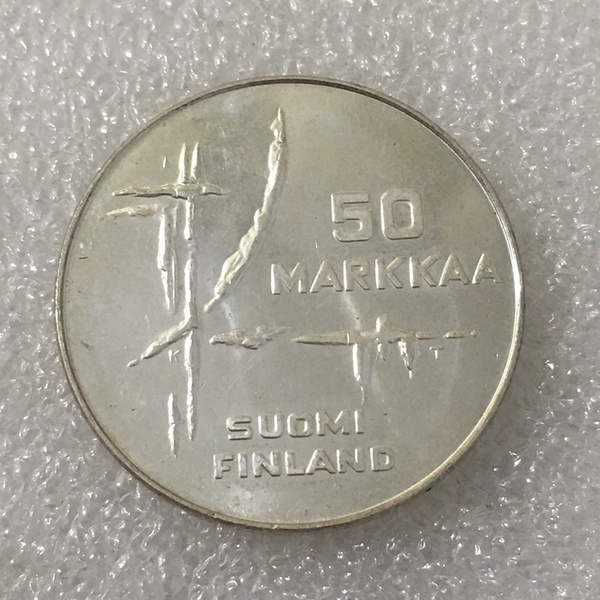 50
MARKKAA
K T
SUOMI
FINLAND